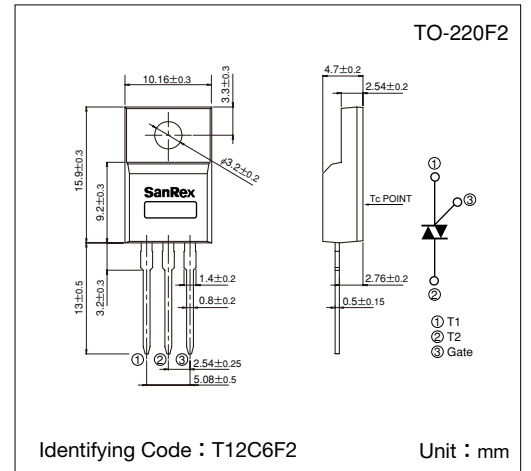 TO-220F2
10.16±0.3
3.3±0.3
φ3.2±0.2
15.9±0.3
9.2±0.3
SanRex
13±0.5
3.2±0.3
1.4±0.2
0.8±0.2
① ② ③
2.54±0.25
5.08±0.5
4.7±0.2
2.54±0.2
Tc POINT
2.76±0.2
0.5±0.15
①
③
②
① T1
② T2
③ Gate
Identifying Code：T12C6F2
Unit：mm